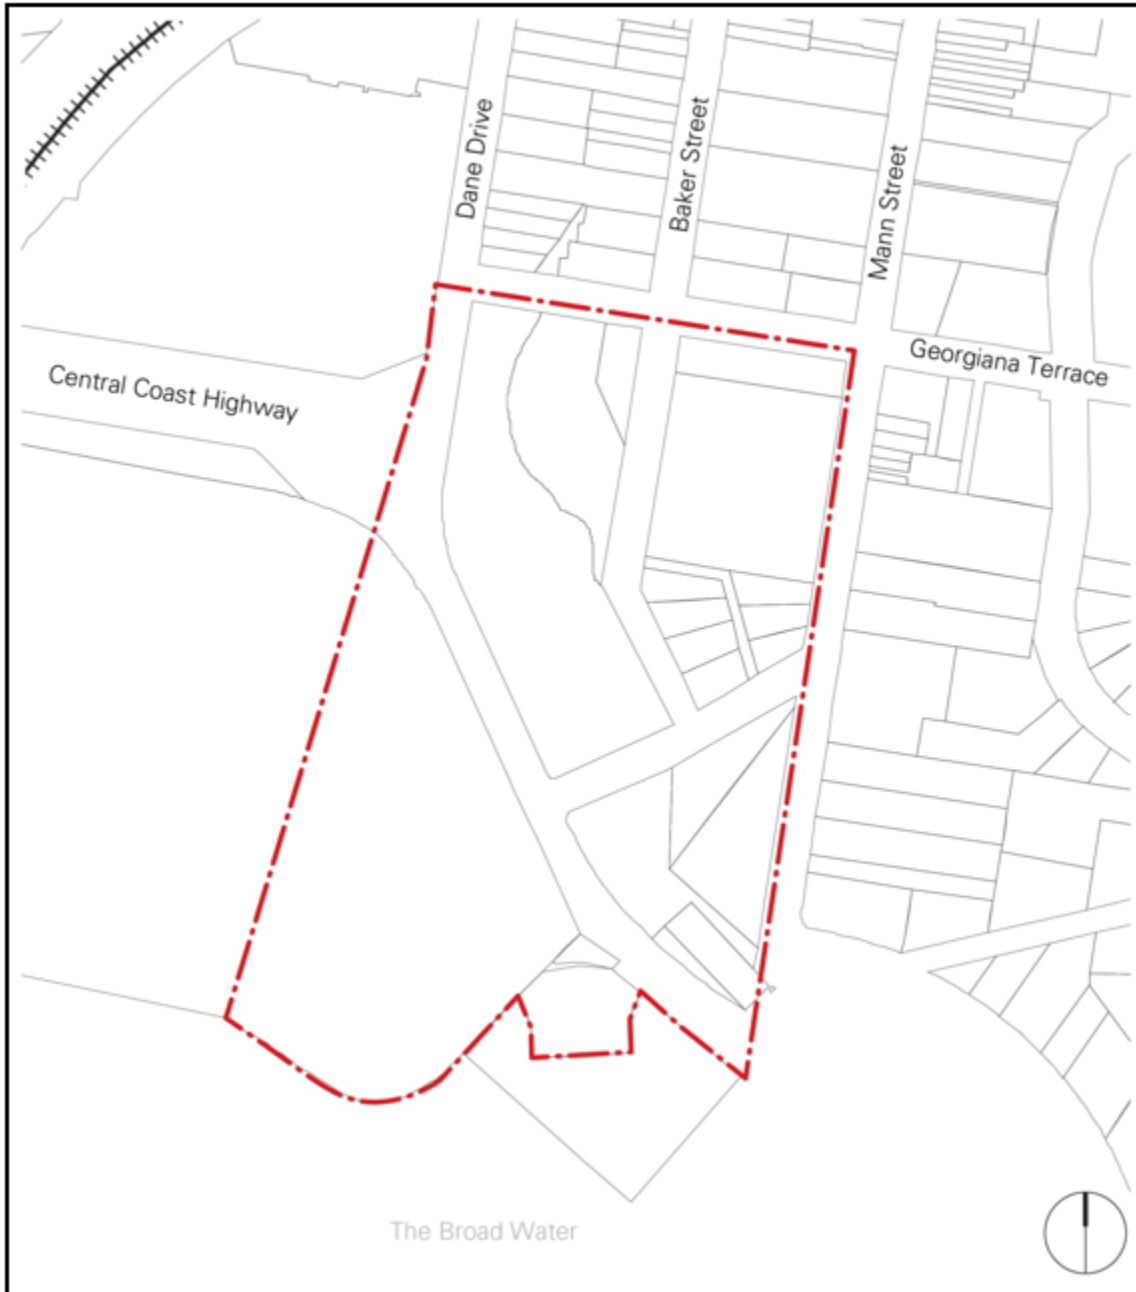 Dane Drive
Baker Street
Mann Street
Georgiana Terrace
Central Coast Highway
The Broad Water